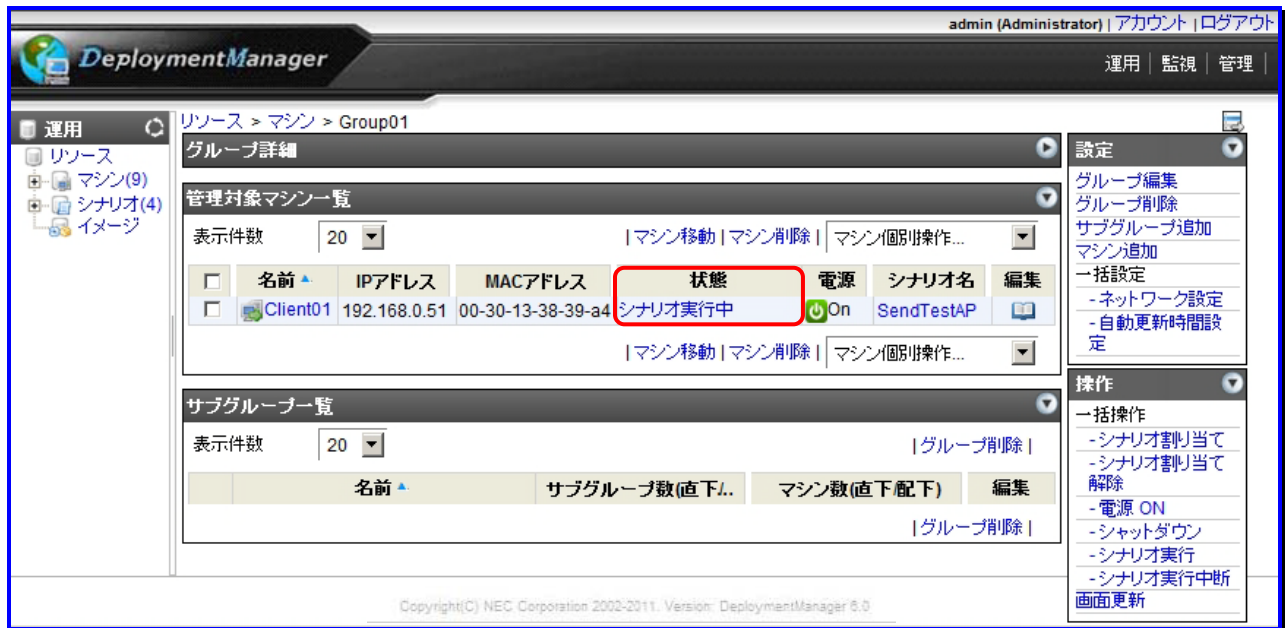 admin (Administrator) | アカウント | ログアウト
DeploymentManager
運用 | 監視 | 管理 |
運用
リソース
マシン(9)
シナリオ(4)
イメージ
リソース > マシン > Group01
グループ詳細
管理対象マシン一覧
表示件数 20 | マシン移動 | マシン削除 | マシン個別操作...
名前 IPアドレス MACアドレス 状態 電源 シナリオ名 編集
Client01 192.168.0.51 00-30-13-38-39-a4 シナリオ実行中 On SendTestAP
| マシン移動 | マシン削除 | マシン個別操作...
サブグループ一覧
表示件数 20 | グループ削除 |
名前 サブグループ数(直下/.. マシン数(直下/配下) 編集
| グループ削除 |
設定
グループ編集
グループ削除
サブグループ追加
マシン追加
一括設定
-ネットワーク設定
-自動更新時間設
定
操作
一括操作
-シナリオ割り当て
-シナリオ割り当て
解除
-電源 ON
-シャットダウン
-シナリオ実行
-シナリオ実行中断
画面更新
Copyright(C) NEC Corporation 2002-2011. Version: DeploymentManager 6.0